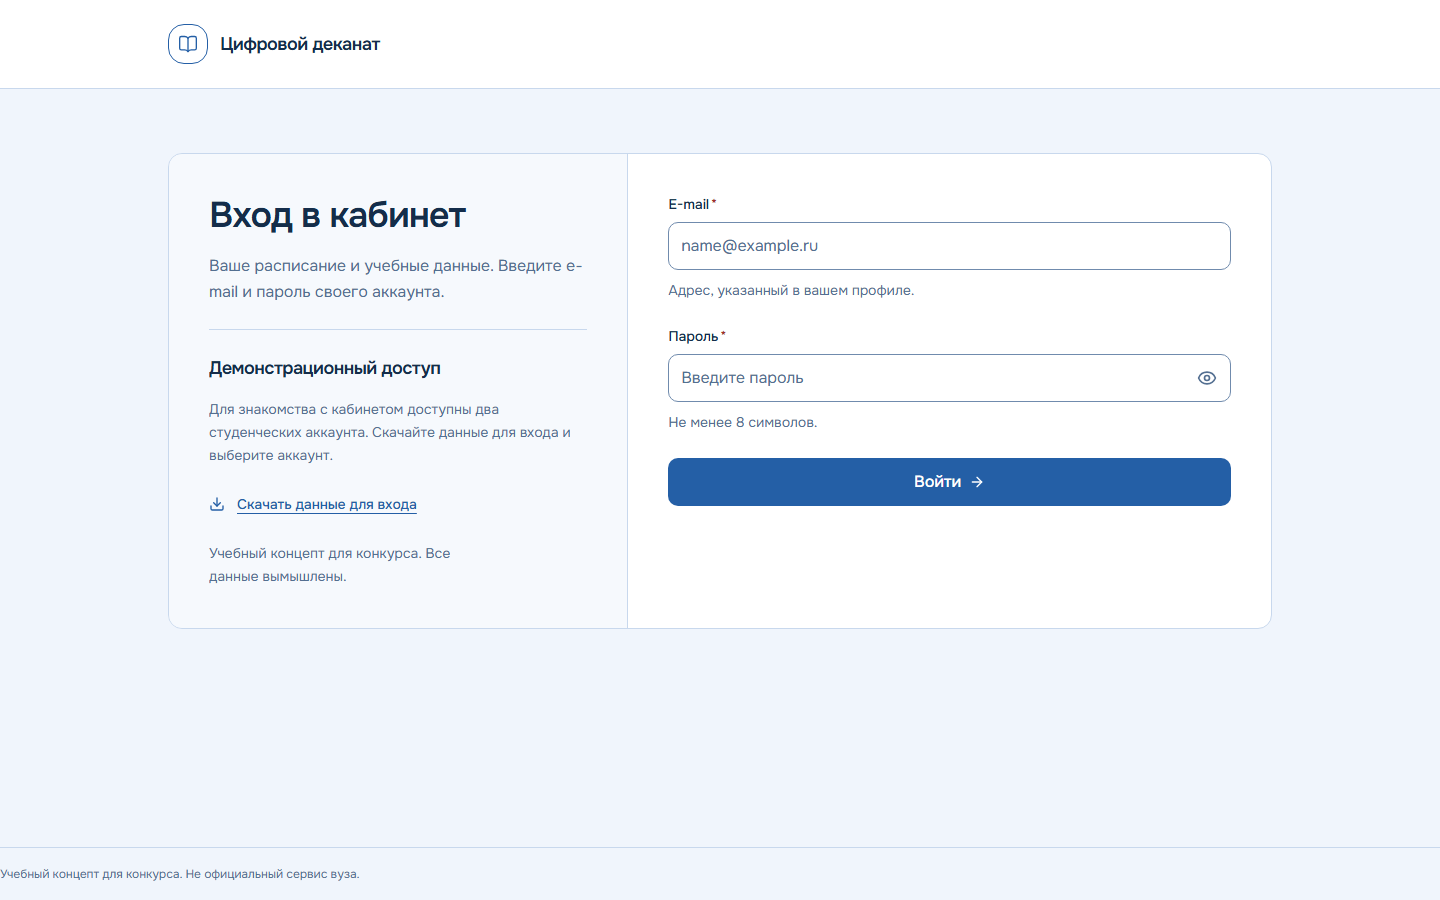 Цифровой деканат
Вход в кабинет
Ваше расписание и учебные данные. Введите e-
mail и пароль своего аккаунта.
Демонстрационный доступ
Для знакомства с кабинетом доступны два
студенческих аккаунта. Скачайте данные для входа и
выберите аккаунт.
Скачать данные для входа
Учебный концепт для конкурса. Все
данные вымышлены.
E-mail *
name@example.ru
Адрес, указанный в вашем профиле.
Пароль *
Введите пароль
Не менее 8 символов.
Войти →
Учебный концепт для конкурса. Не официальный сервис вуза.